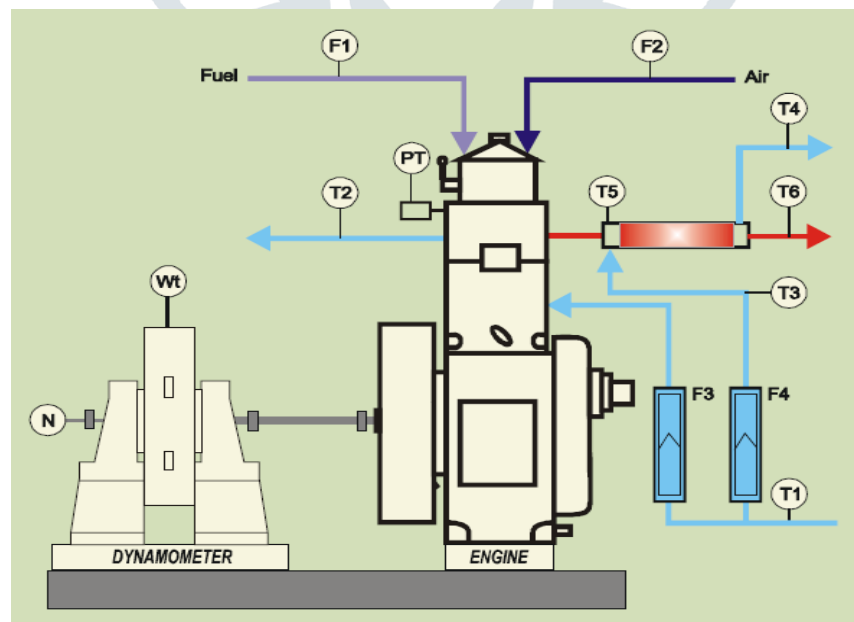 F1
F2
Fuel
Air
T4
PT
T2
T5
T6
Wt
T3
F3
F4
N
T1
DYNAMOMETER
ENGINE